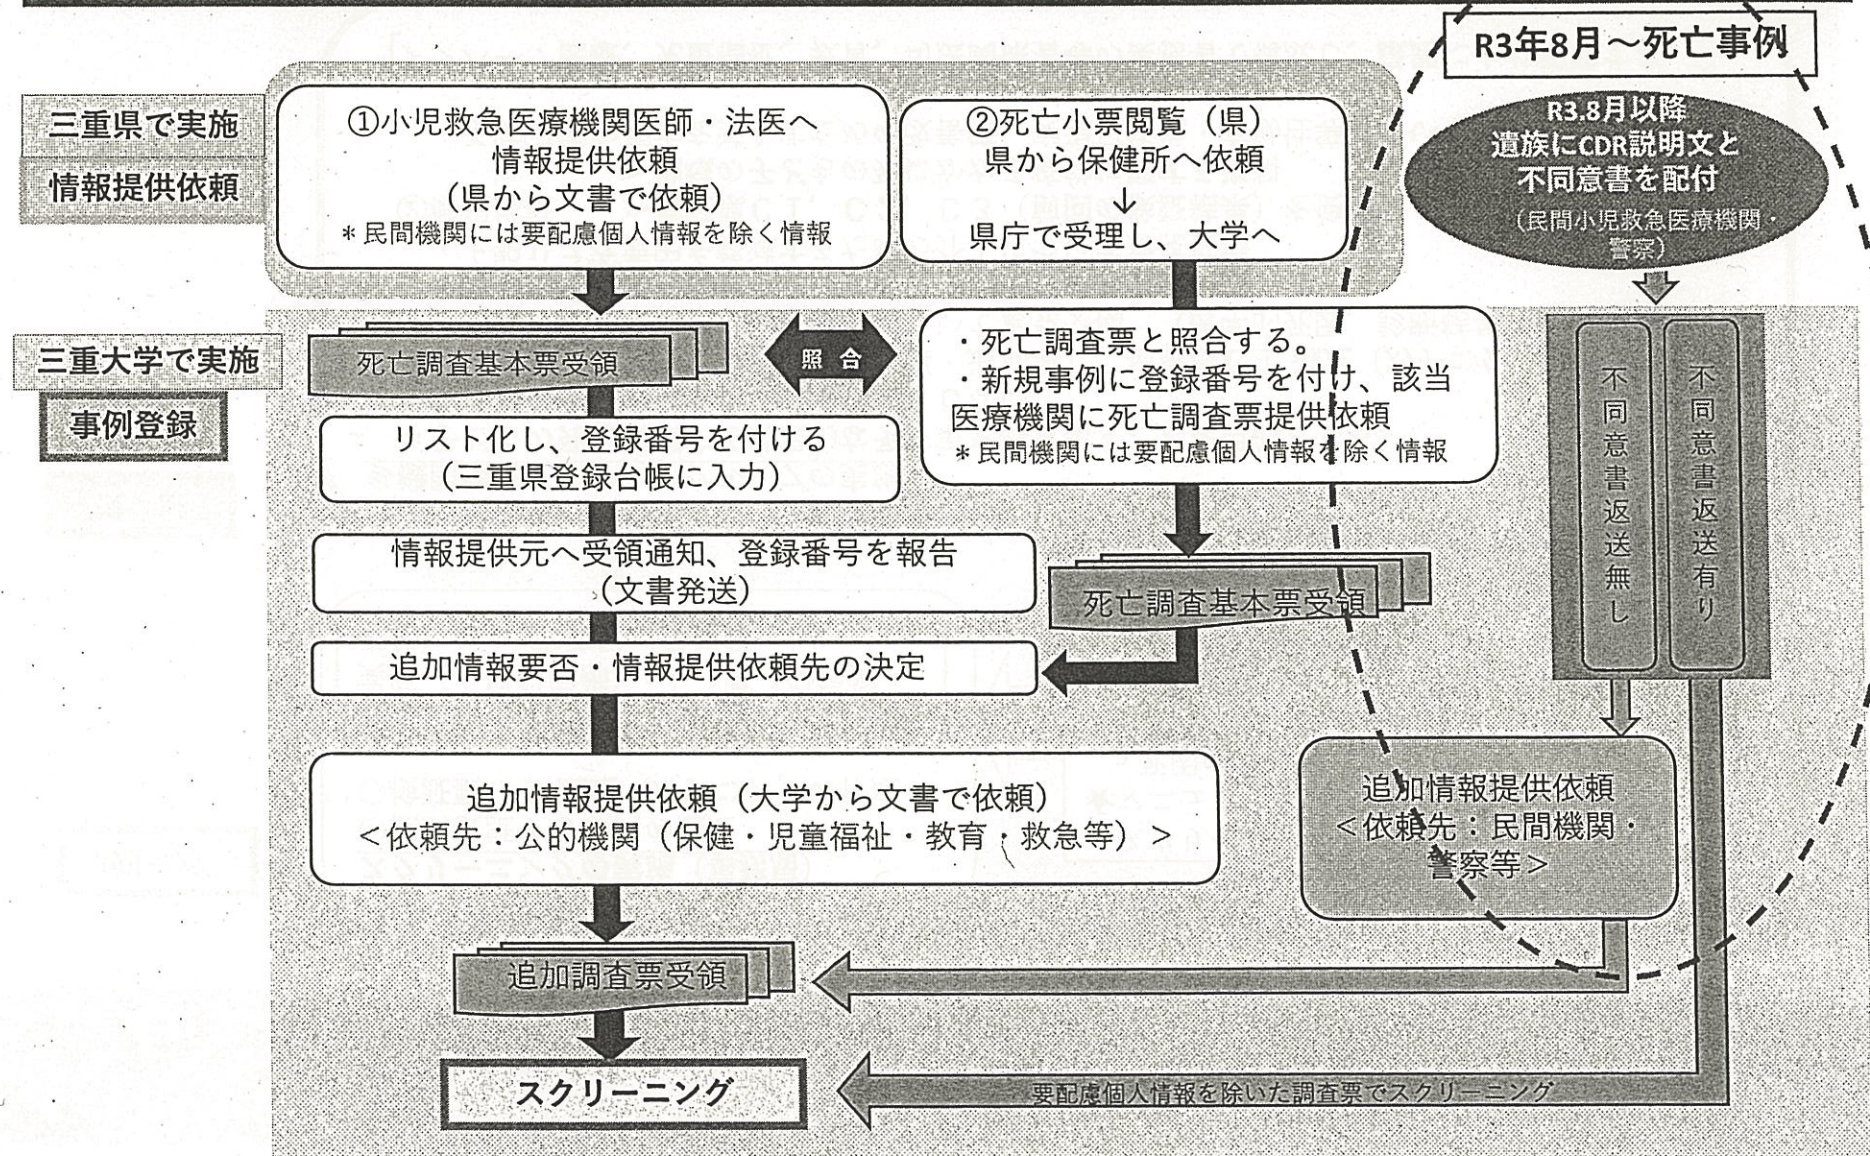 R3年8月～死亡事例
三重県で実施
情報提供依頼
①小児救急医療機関医師・法医へ
情報提供依頼
(県から文書で依頼)
＊民間機関には要配慮個人情報を除く情報
②死亡小票閲覧（県）
県から保健所へ依頼
↓
県庁で受理し、大学へ
R3.8月以降
遺族にCDR説明文と
不同意書を配付
（民間小児救急医療機関・
警察）
三重大学で実施
事例登録
死亡調査基本票受領
照 合
・死亡調査票と照合する。
・新規事例に登録番号を付け、該当
医療機関に死亡調査票提供依頼
＊民間機関には要配慮個人情報を除く情報
不同意書返送無し
不同意書返送有り
リスト化し、登録番号を付ける
(三重県登録台帳に入力)
情報提供元へ受領通知、登録番号を報告
(文書発送)
死亡調査基本票受領
追加情報要否・情報提供依頼先の決定
追加情報提供依頼（大学から文書で依頼）
＜依頼先：公的機関（保健・児童福祉・教育・救急等）＞
追加情報提供依頼
＜依頼先：民間機関・
警察等＞
追加調査票受領
スクリーニング
要配慮個人情報を除いた調査票でスクリーニング